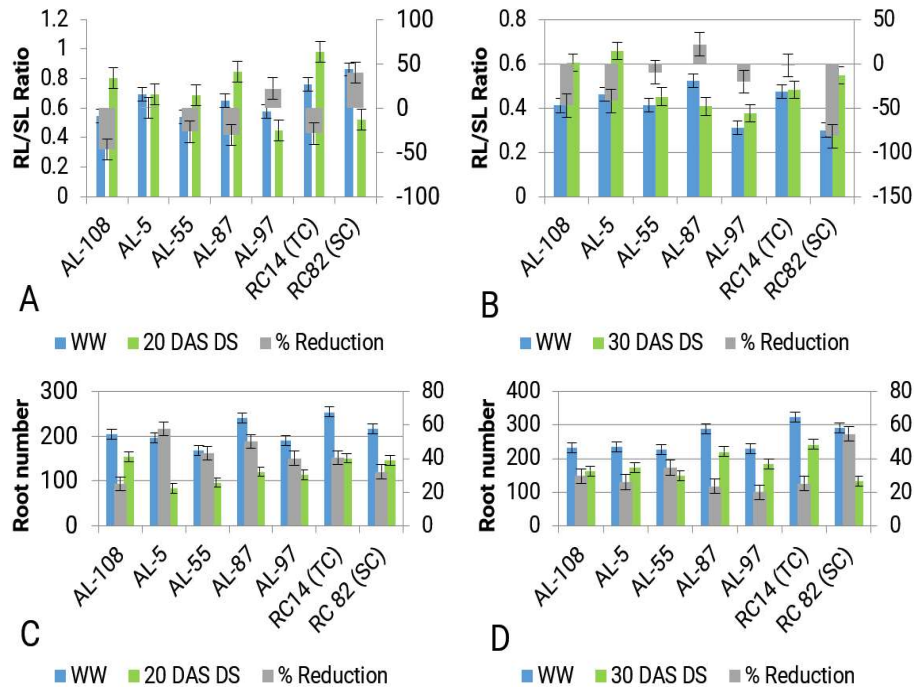 1.2
1
0.8
0.6
0.4
0.2
0
RL/SL Ratio
100
50
0
-50
-100
AL-108
AL-5
AL-55
AL-87
AL-97
RC14 (TC)
RC82 (SC)
A
WW 20 DAS DS % Reduction
0.8
0.6
0.4
0.2
0
RL/SL Ratio
50
0
-50
-100
-150
AL-108
AL-5
AL-55
AL-87
AL-97
RC14 (TC)
RC82 (SC)
B
WW 30 DAS DS % Reduction
300
200
100
0
Root number
80
60
40
20
0
AL-108
AL-5
AL-55
AL-87
AL-97
RC14 (TC)
RC 82 (SC)
C
WW 20 DAS DS % Reduction
400
300
200
100
0
Root number
80
60
40
20
0
AL-108
AL-5
AL-55
AL-87
AL-97
RC14 (TC)
RC 82 (SC)
D
WW 30 DAS DS % Reduction